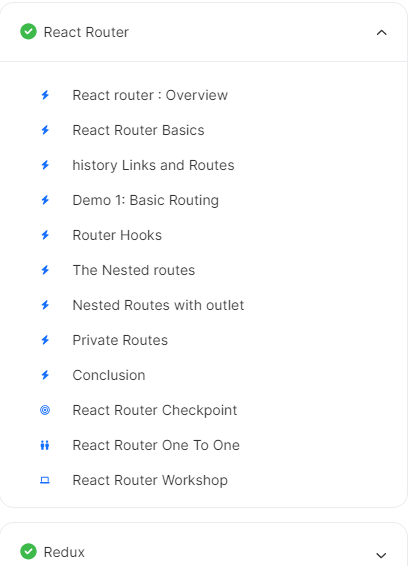 React Router
React router : Overview
React Router Basics
history Links and Routes
Demo 1: Basic Routing
Router Hooks
The Nested routes
Nested Routes with outlet
Private Routes
Conclusion
React Router Checkpoint
React Router One To One
React Router Workshop
Redux